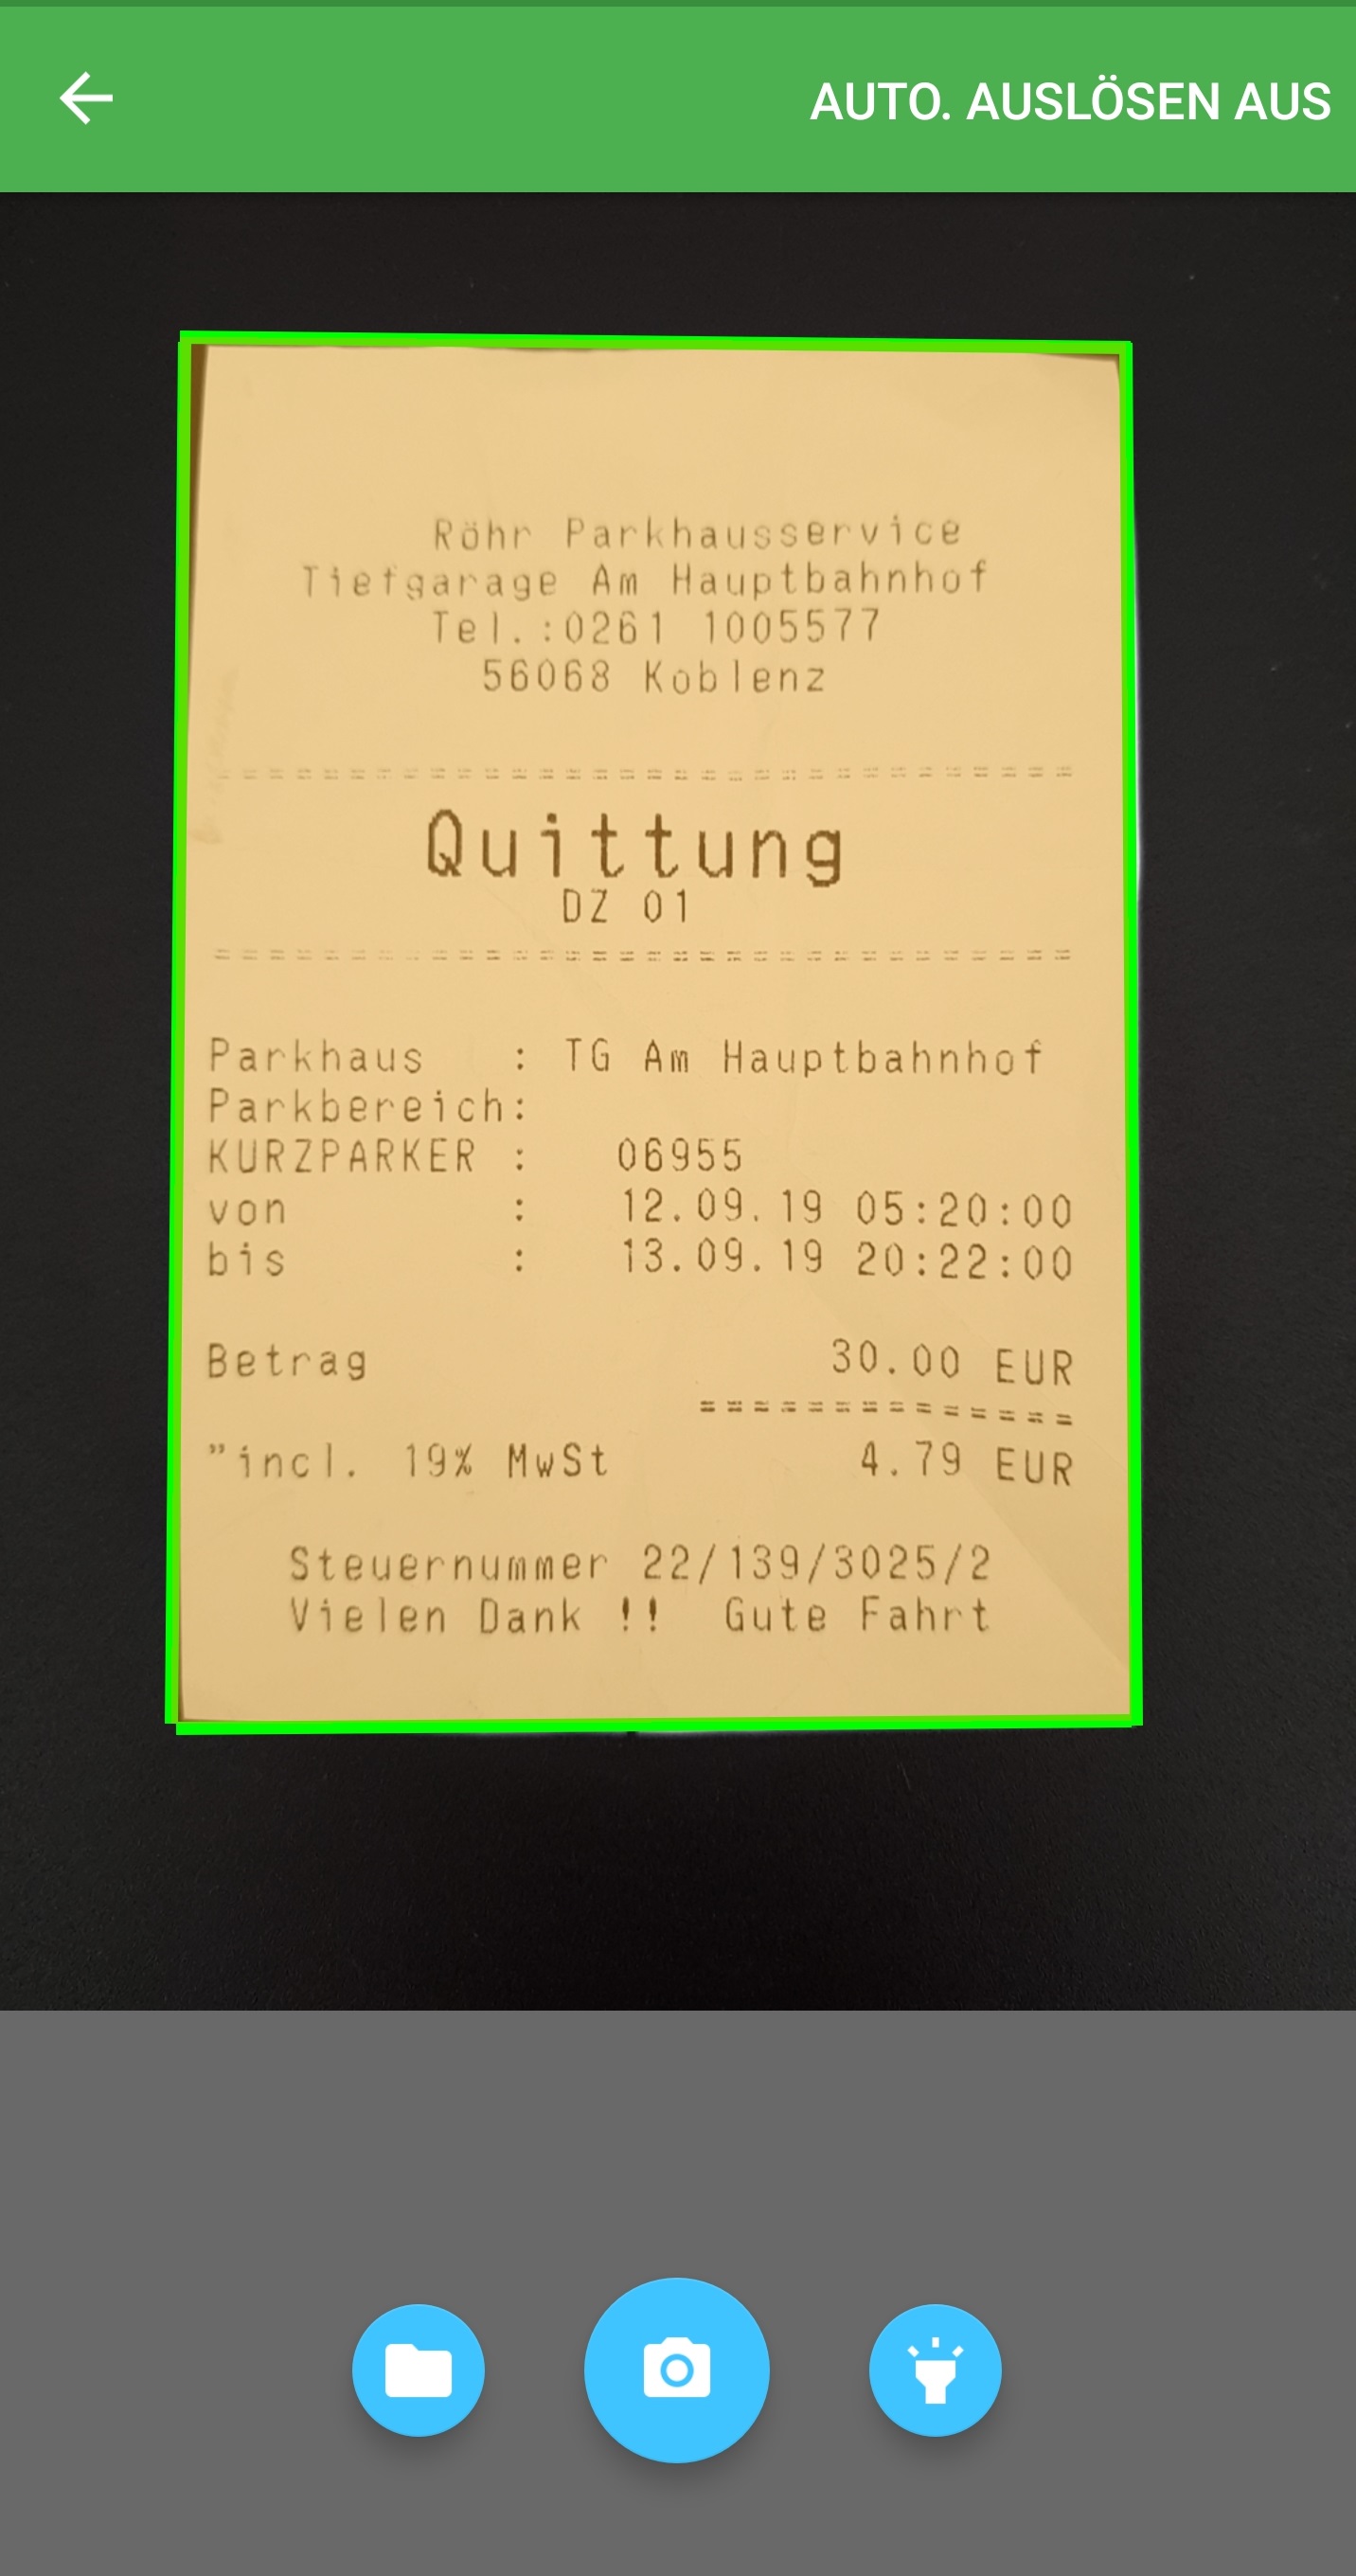 AUTO. AUSLÖSEN AUS
Röhr Parkhausservice
Tiefgarage Am Hauptbahnhof
Tel.:0261 1005577
56068 Koblenz
Quittung
DZ 01
Parkhaus : TG Am Hauptbahnhof
Parkbereich:
KURZPARKER : 06955
von : 12.09.19 05:20:00
bis : 13.09.19 20:22:00
Betrag 30.00 EUR
"incl. 19% MwSt 4.79 EUR
Steuernummer 22/139/3025/2
Vielen Dank !! Gute Fahrt